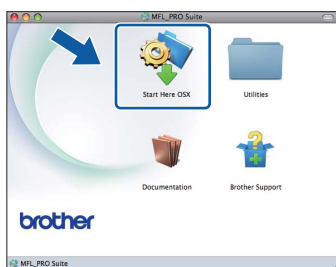 MFL_PRO Suite
Start Here OSX
Utilities
Documentation
Brother Support
brother
MFL_PRO Suite